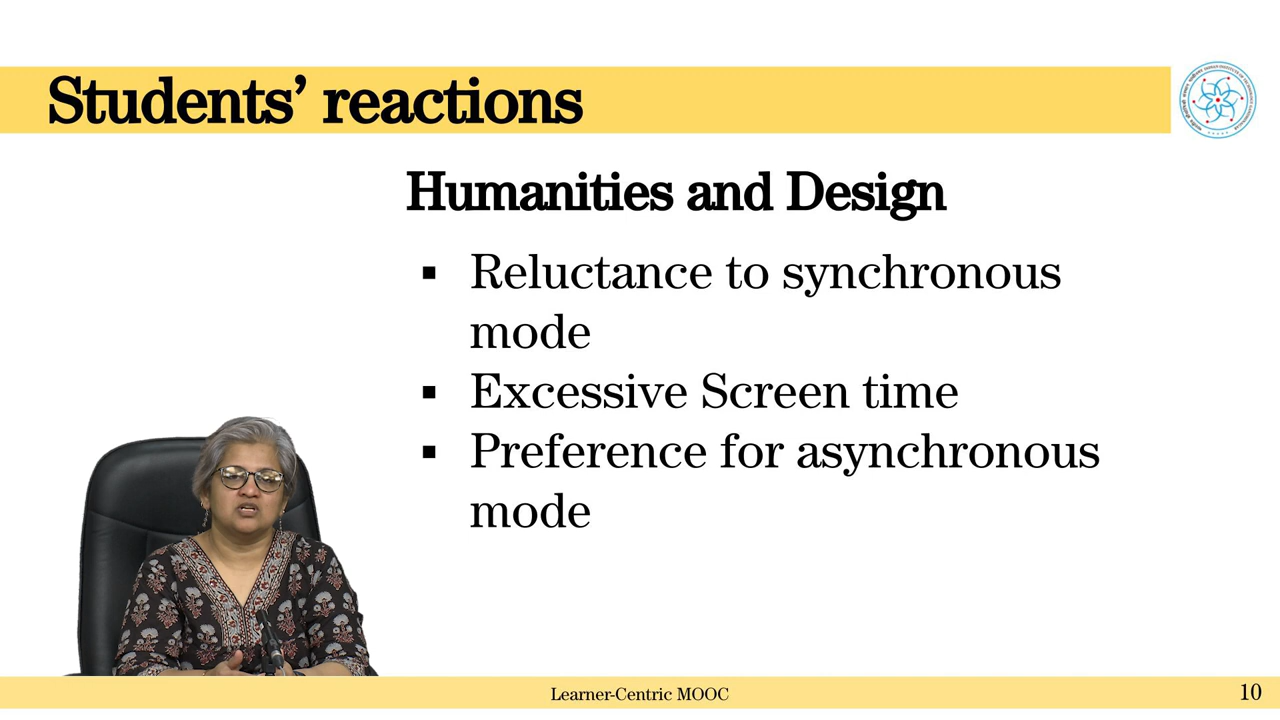 Students’ reactions
Humanities and Design
▪ Reluctance to synchronous
mode
▪ Excessive Screen time
▪ Preference for asynchronous
mode
Learner-Centric MOOC
10